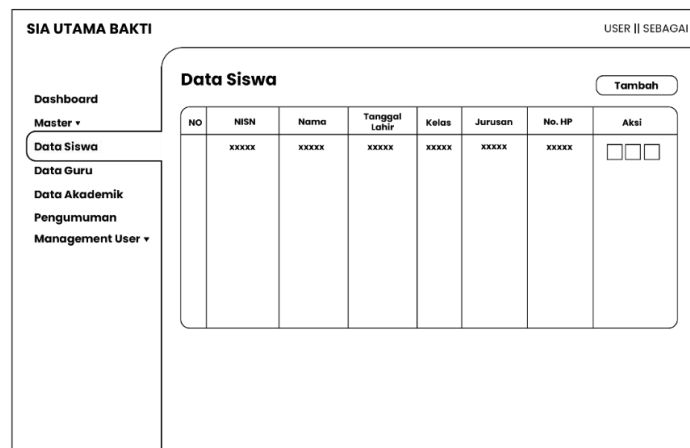 SIA UTAMA BAKTI
USER || SEBAGAI
Dashboard
Master ▾
Data Siswa
Data Guru
Data Akademik
Pengumuman
Management User ▾
Data Siswa
Tambah
NO NISN Nama Tanggal Lahir Kelas Jurusan No. HP Aksi
xxxxx xxxxx xxxxx xxxxx xxxxx xxxxx